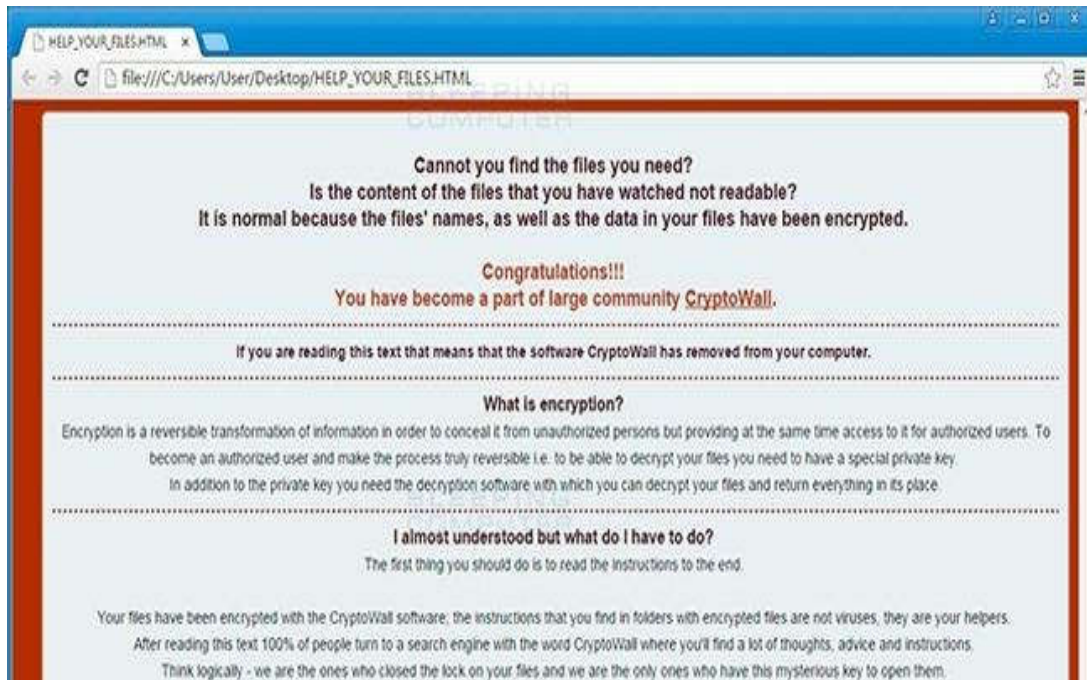 HELP_YOUR_FILES.HTML
file:///C:/Users/User/Desktop/HELP_YOUR_FILES.HTML
BLEEPING
COMPUTER
Cannot you find the files you need?
Is the content of the files that you have watched not readable?
It is normal because the files' names, as well as the data in your files have been encrypted.
Congratulations!!!
You have become a part of large community CryptoWall.
If you are reading this text that means that the software CryptoWall has removed from your computer.
What is encryption?
Encryption is a reversible transformation of information in order to conceal it from unauthorized persons but providing at the same time access to it for authorized users. To
become an authorized user and make the process truly reversible i.e. to be able to decrypt your files you need to have a special private key.
In addition to the private key you need the decryption software with which you can decrypt your files and return everything in its place.
BLEEPING
COMPUTER
I almost understood but what do I have to do?
The first thing you should do is to read the instructions to the end.
Your files have been encrypted with the CryptoWall software; the instructions that you find in folders with encrypted files are not viruses, they are your helpers.
After reading this text 100% of people turn to a search engine with the word CryptoWall where you'll find a lot of thoughts, advice and instructions.
Think logically - we are the ones who closed the lock on your files and we are the only ones who have this mysterious key to open them.